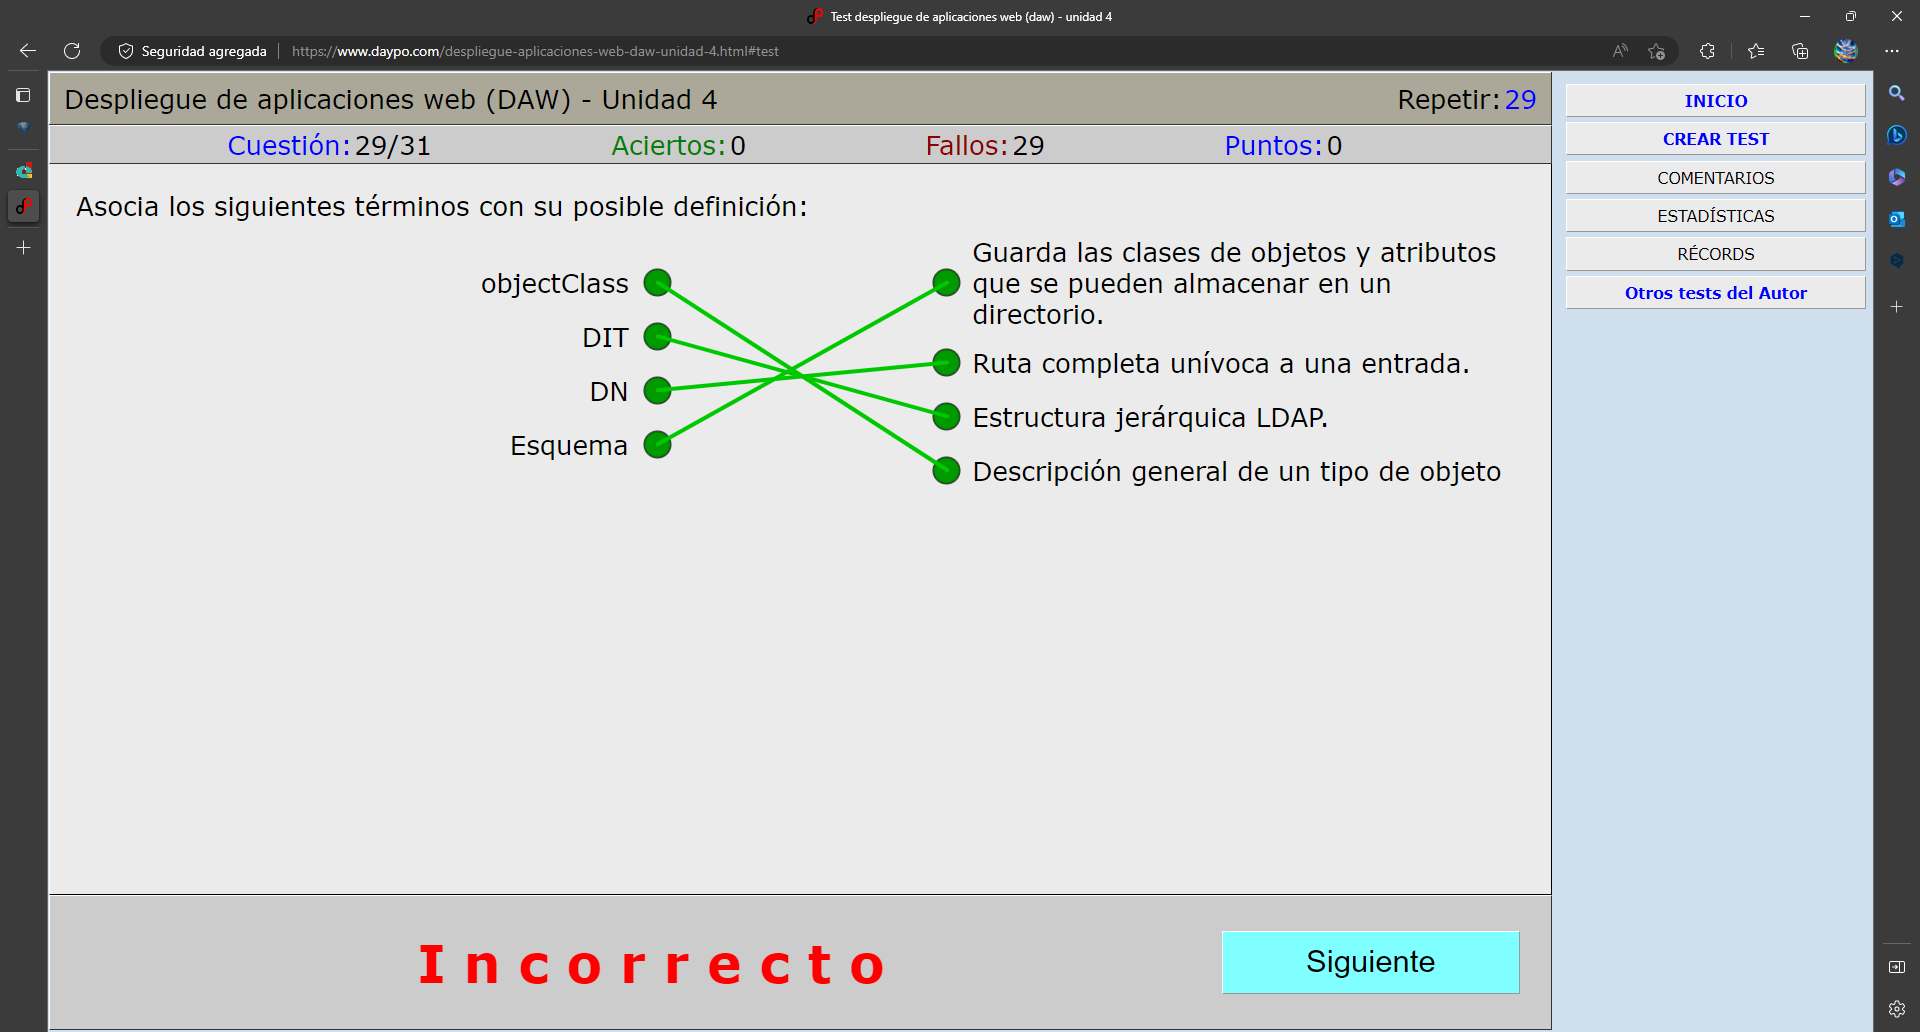 Test despliegue de aplicaciones web (daw) - unidad 4
Seguridad agregada
https://www.daypo.com/despliegue-aplicaciones-web-daw-unidad-4.html#test
Despliegue de aplicaciones web (DAW) - Unidad 4
Repetir: 29
Cuestión: 29/31
Aciertos: 0
Fallos: 29
Puntos: 0
INICIO
CREAR TEST
COMENTARIOS
ESTADÍSTICAS
RÉCORDS
Otros tests del Autor
Asocia los siguientes términos con su posible definición:
objectClass
DIT
DN
Esquema
Guarda las clases de objetos y atributos
que se pueden almacenar en un
directorio.
Ruta completa unívoca a una entrada.
Estructura jerárquica LDAP.
Descripción general de un tipo de objeto
Incorrecto
Siguiente